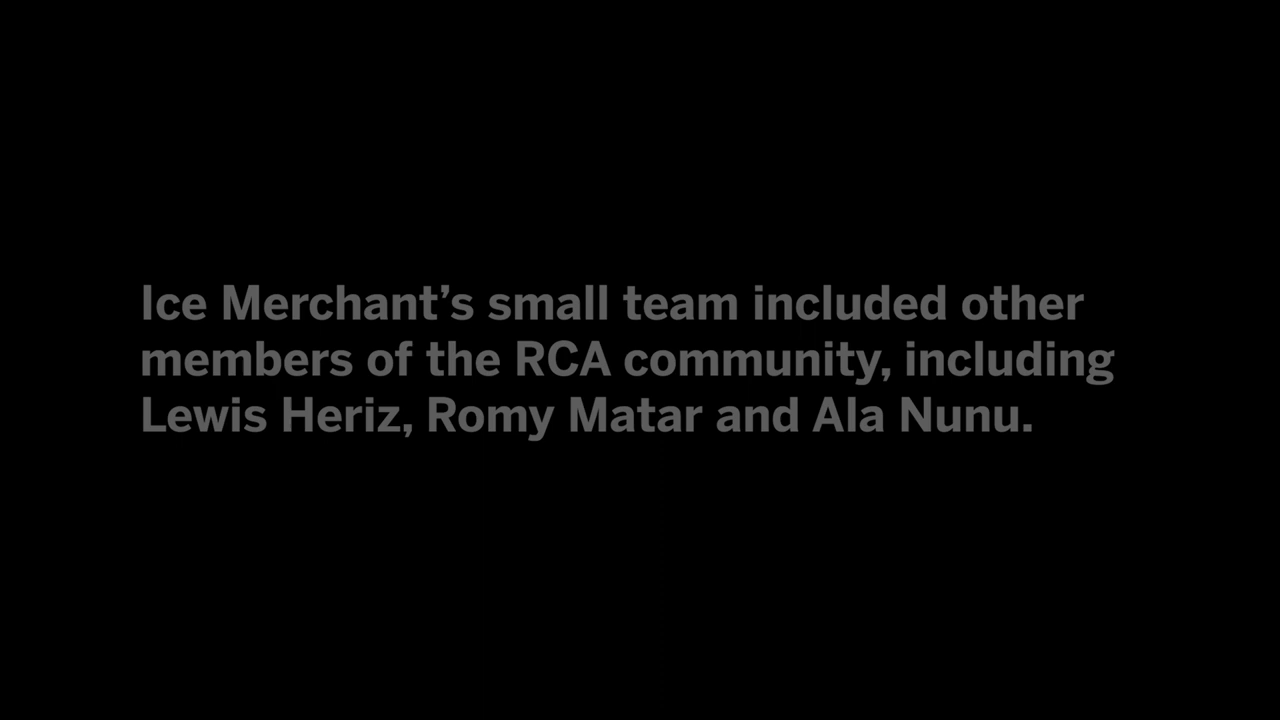 Ice Merchant’s small team included other
members of the RCA community, including
Lewis Heriz, Romy Matar and Ala Nunu.